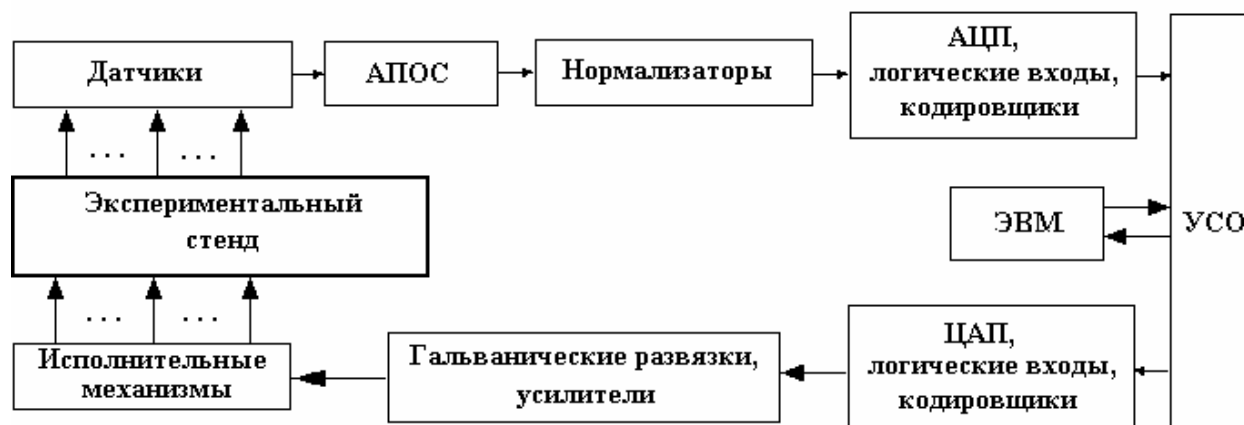 Датчики
АПОС
Нормализаторы
АЦП,
логические входы,
кодировщики
. . . . . .
Экспериментальный
стенд
ЭВМ
УСО
. . . . . .
Исполнительные
механизмы
Гальванические развязки,
усилители
ЦАП,
логические входы,
кодировщики